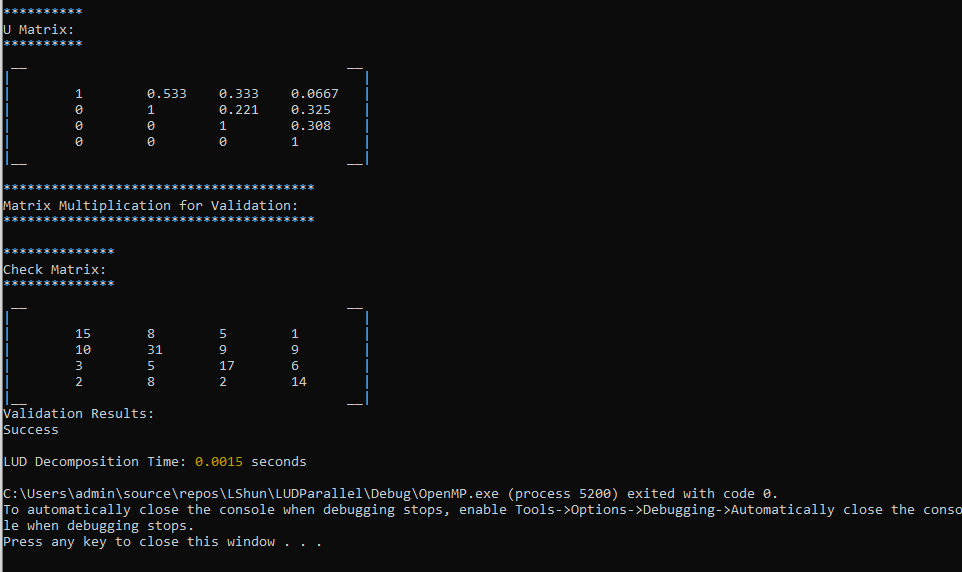 **********
U Matrix:
**********
__ __
| |
| 1 0.533 0.333 0.0667 |
| 0 1 0.221 0.325 |
| 0 0 1 0.308 |
| 0 0 0 1 |
|__ __|
***************************************
Matrix Multiplication for Validation:
***************************************
**************
Check Matrix:
**************
__ __
| |
| 15 8 5 1 |
| 10 31 9 9 |
| 3 5 17 6 |
| 2 8 2 14 |
|__ __|
Validation Results:
Success
LUD Decomposition Time: 0.0015 seconds
C:\Users\admin\source\repos\LShun\LUDParallel\Debug\OpenMP.exe (process 5200) exited with code 0.
To automatically close the console when debugging stops, enable Tools->Options->Debugging->Automatically close the conso
le when debugging stops.
Press any key to close this window . . .